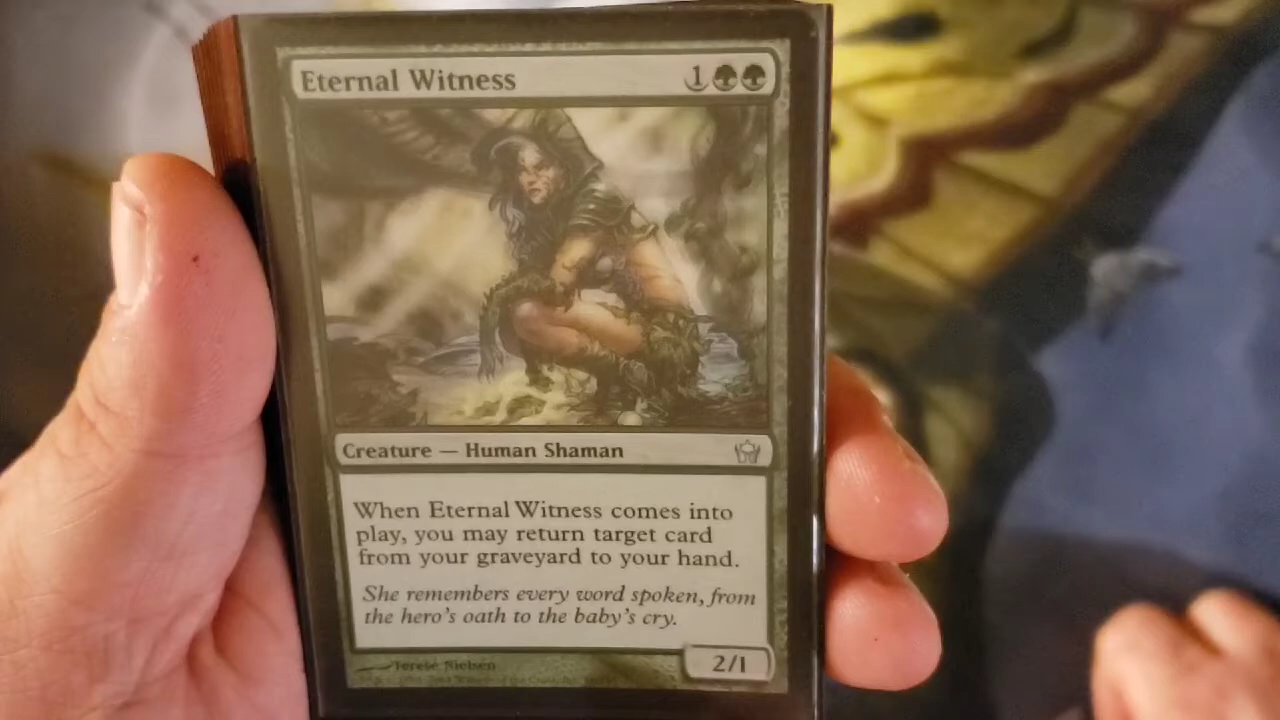 Eternal Witness 1
Creature — Human Shaman
When Eternal Witness comes into
play, you may return target card
from your graveyard to your hand.
She remembers every word spoken, from
the hero's oath to the baby's cry.
Terese Nielsen
2/1